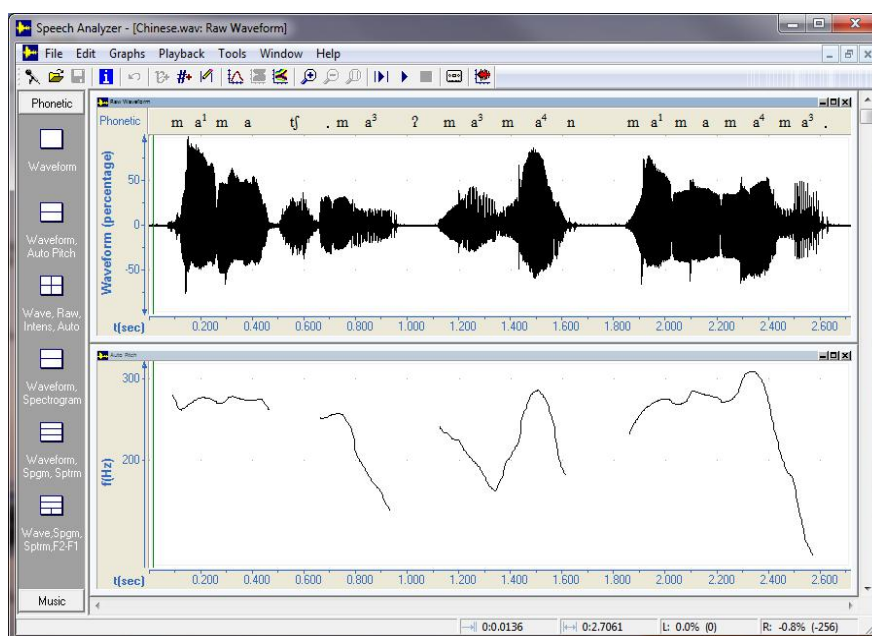 Speech Analyzer - [Chinese.wav: Raw Waveform]
File Edit Graphs Playback Tools Window Help
Phonetic
Waveform
Waveform,
Auto Pitch
Wave, Raw,
Intens, Auto
Waveform,
Spectrogram
Waveform,
Spgm, Sptrm
Wave,Spgm,
Sptrm,F2-F1
Music
Raw Waveform
Phonetic m a¹ m a tʃ . m a³ ʔ m a³ m a⁴ n m a¹ m a m a⁴ m a³ .
Waveform (percentage)
50
0
-50
t(sec) 0.200 0.400 0.600 0.800 1.000 1.200 1.400 1.600 1.800 2.000 2.200 2.400 2.600
Auto Pitch
300
f(Hz)
200
t(sec) 0.200 0.400 0.600 0.800 1.000 1.200 1.400 1.600 1.800 2.000 2.200 2.400 2.600
0:0.0136 0:2.7061 L: 0.0% (0) R: -0.8% (-256)